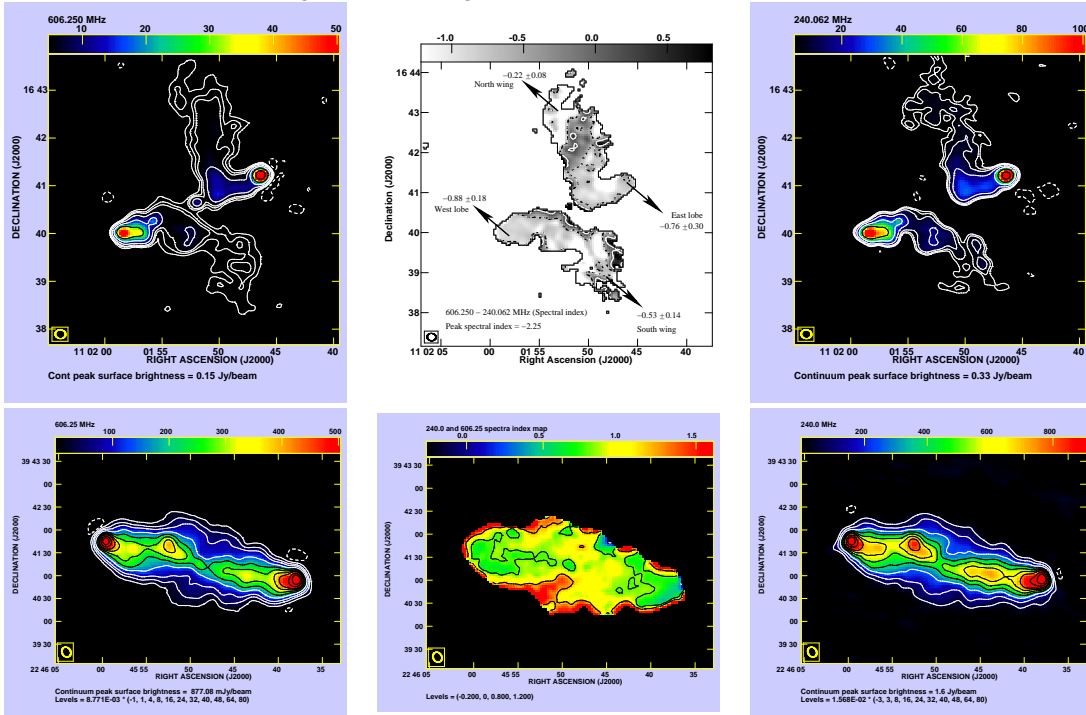 606.250 MHz
10 20 30 40 50
16 43
42
41
40
39
38
DECLINATION (J2000)
11 02 00 01 55 50 45 40
RIGHT ASCENSION (J2000)
Cont peak surface brightness = 0.15 Jy/beam
-1.0 -0.5 0.0 0.5
16 44
43
42
41
40
39
38
Declination (J2000)
−0.22 ±0.08
North wing
−0.88 ±0.18
West lobe
East lobe
−0.76 ±0.30
−0.53 ±0.14
South wing
606.250 − 240.062 MHz (Spectral index)
Peak spectral index = −2.25
11 02 05 00 01 55 50 45 40
Right Ascension (J2000)
240.062 MHz
20 40 60 80 100
16 43
42
41
40
39
38
DECLINATION (J2000)
11 02 00 01 55 50 45 40
RIGHT ASCENSION (J2000)
Continuum peak surface brightness = 0.33 Jy/beam
606.25 MHz
100 200 300 400 500
39 43 30
00
42 30
00
41 30
00
40 30
00
39 30
DECLINATION (J2000)
22 46 05 00 45 55 50 45 40 35
RIGHT ASCENSION (J2000)
Continuum peak surface brightness = 877.08 mJy/beam
Levels = 8.771E-03 * (-1, 1, 4, 8, 16, 24, 32, 40, 48, 64, 80)
240.0 and 606.25 spectra index map
0.0 0.5 1.0 1.5
39 43 30
00
42 30
00
41 30
00
40 30
00
39 30
DECLINATION (J2000)
22 46 05 00 45 55 50 45 40 35
RIGHT ASCENSION (J2000)
Levels = (-0.200, 0, 0.800, 1.200)
240.0 MHz
200 400 600 800
39 43 30
00
42 30
00
41 30
00
40 30
00
39 30
DECLINATION (J2000)
22 46 05 00 45 55 50 45 40 35
RIGHT ASCENSION (J2000)
Continuum peak surface brightness = 1.6 Jy/beam
Levels = 1.568E-02 * (-3, 3, 8, 16, 24, 32, 40, 48, 64, 80)